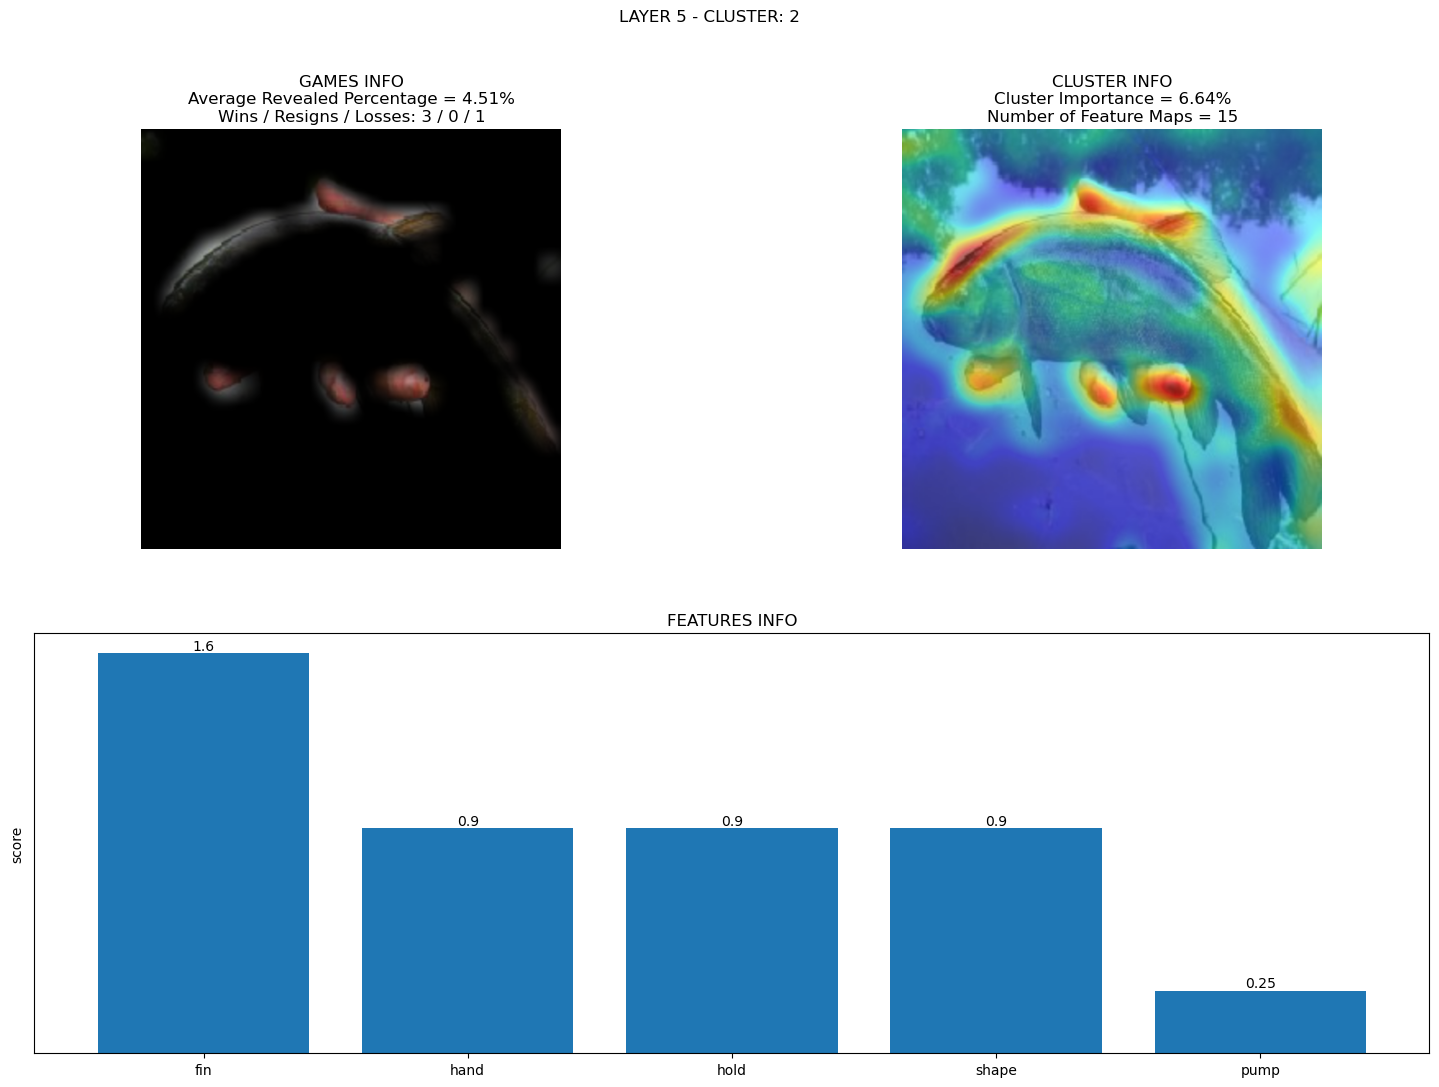 LAYER 5 - CLUSTER: 2
GAMES INFO
Average Revealed Percentage = 4.51%
Wins / Resigns / Losses: 3 / 0 / 1
CLUSTER INFO
Cluster Importance = 6.64%
Number of Feature Maps = 15
FEATURES INFO
score
1.6
0.9
0.9
0.9
0.25
fin
hand
hold
shape
pump